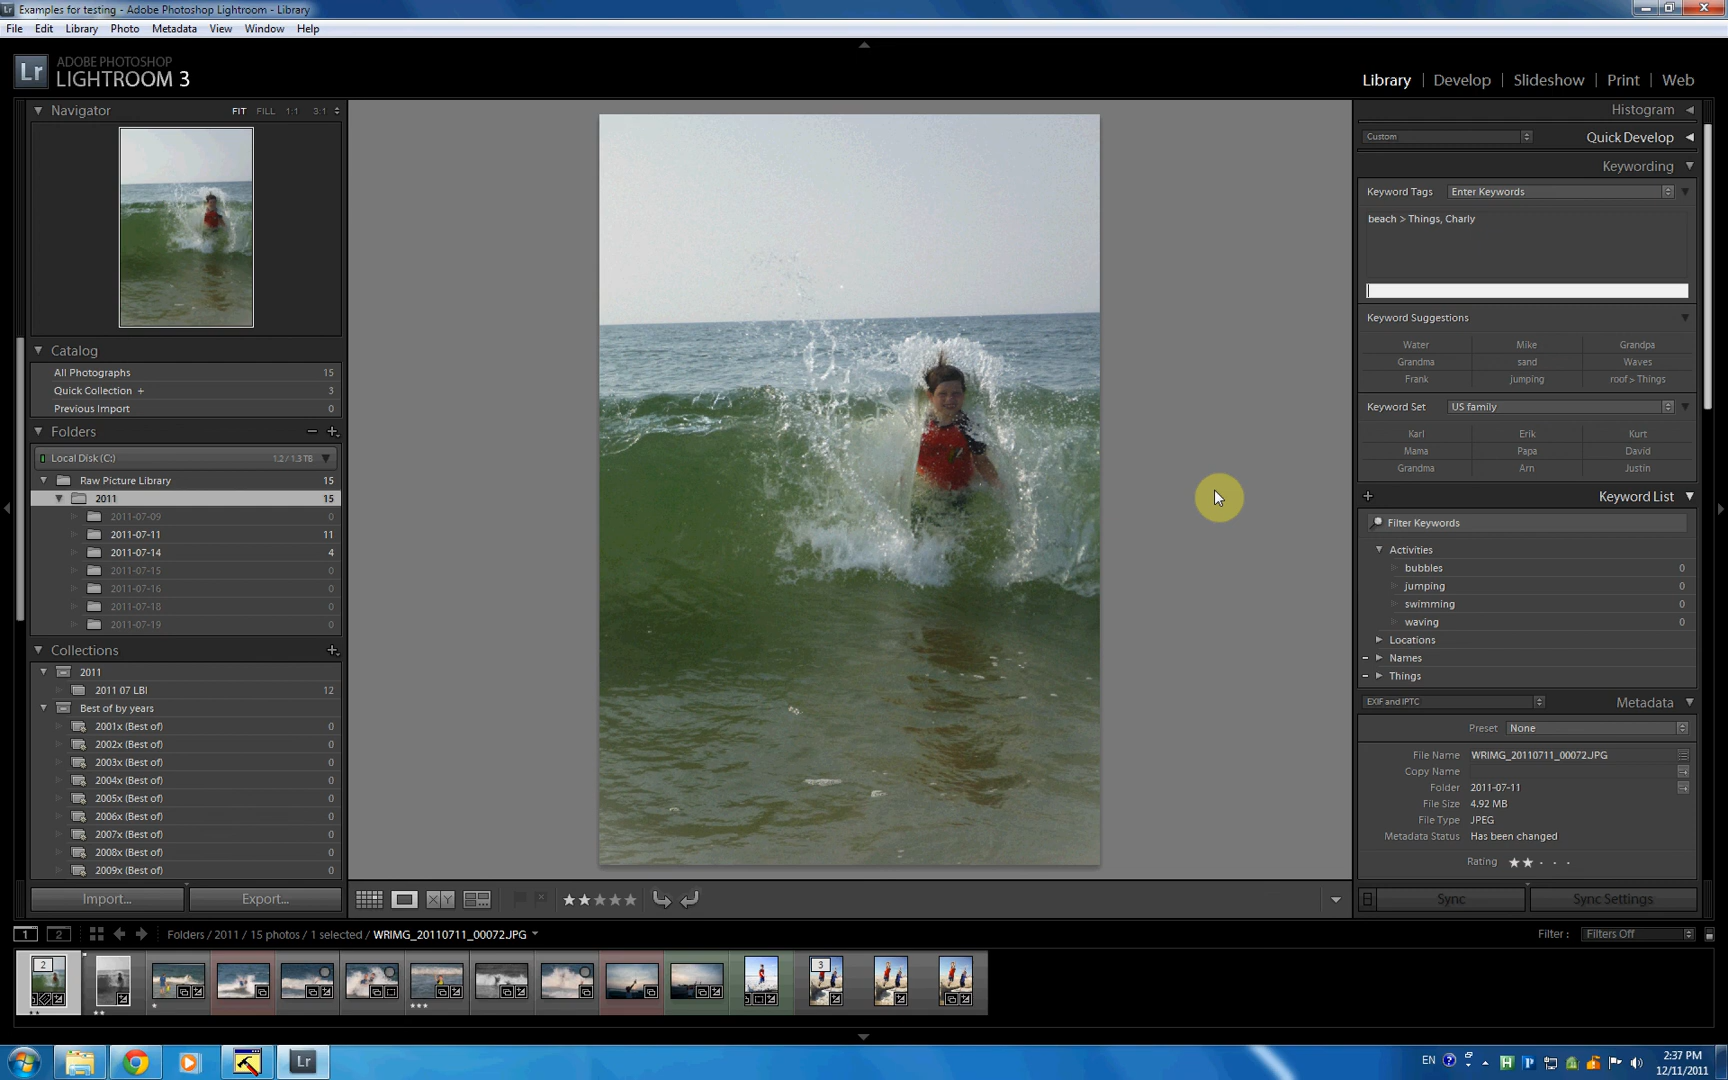 Examples for testing - Adobe Photoshop Lightroom - Library
File Edit Library Photo Metadata View Window Help
Lr ADOBE PHOTOSHOP
LIGHTROOM 3
Library | Develop | Slideshow | Print | Web
Navigator FIT FILL 1:1 3:1
Catalog
All Photographs 15
Quick Collection + 3
Previous Import 0
Folders
Local Disk (C:) 1.2 / 1.3 TB
Raw Picture Library 15
2011 15
2011-07-09 0
2011-07-11 11
2011-07-14 4
2011-07-15 0
2011-07-16 0
2011-07-18 0
2011-07-19 0
Collections
2011
2011 07 LBI 12
Best of by years
2001x (Best of) 0
2002x (Best of) 0
2003x (Best of) 0
2004x (Best of) 0
2005x (Best of) 0
2006x (Best of) 0
2007x (Best of) 0
2008x (Best of) 0
2009x (Best of) 0
Import... Export...
Histogram
Custom Quick Develop
Keywording
Keyword Tags Enter Keywords
beach > Things, Charly
Keyword Suggestions
Water Mike Grandpa
Grandma sand Waves
Frank jumping roof > Things
Keyword Set US family
Karl Erik Kurt
Mama Papa David
Grandma Arn Justin
+ Keyword List
Filter Keywords
Activities
bubbles 0
jumping 0
swimming 0
waving 0
Locations
Names
Things
EXIF and IPTC Metadata
Preset None
File Name WRIMG_20110711_00072.JPG
Copy Name
Folder 2011-07-11
File Size 4.92 MB
File Type JPEG
Metadata Status Has been changed
Rating
Sync Sync Settings
XY
1 2 Folders / 2011 / 15 photos / 1 selected / WRIMG_20110711_00072.JPG
Filter : Filters Off
2
3
Lr
EN
2:37 PM
12/11/2011